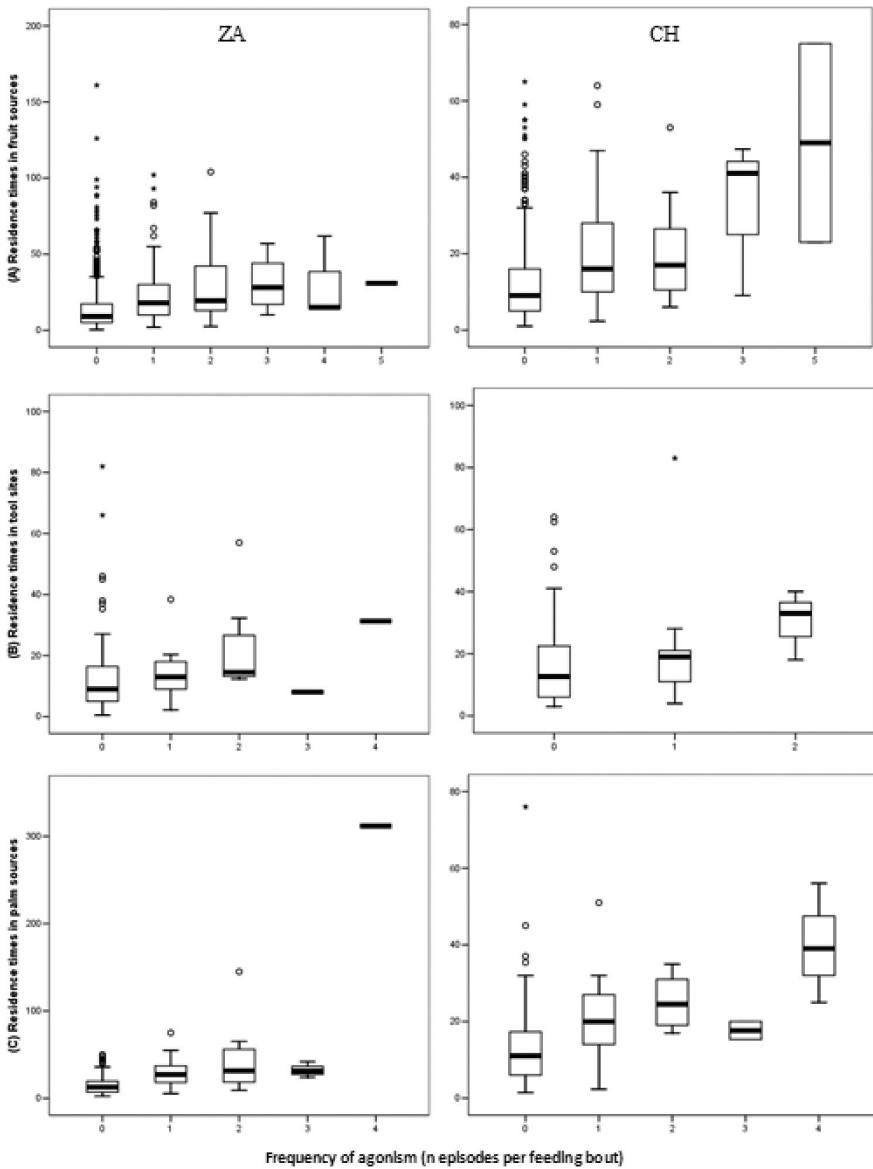 ZA
CH
(A) Residence times in fruit sources
200
150
100
50
0
0 1 2 3 4 5
80
60
40
20
0
0 1 2 3 5
(B) Residence times in tool sites
100
80
60
40
20
0
0 1 2 3 4
100
80
60
40
20
0
0 1 2
(C) Residence times in palm sources
300
200
100
0
0 1 2 3 4
80
60
40
20
0
0 1 2 3 4
Frequency of agonism (n episodes per feeding bout)